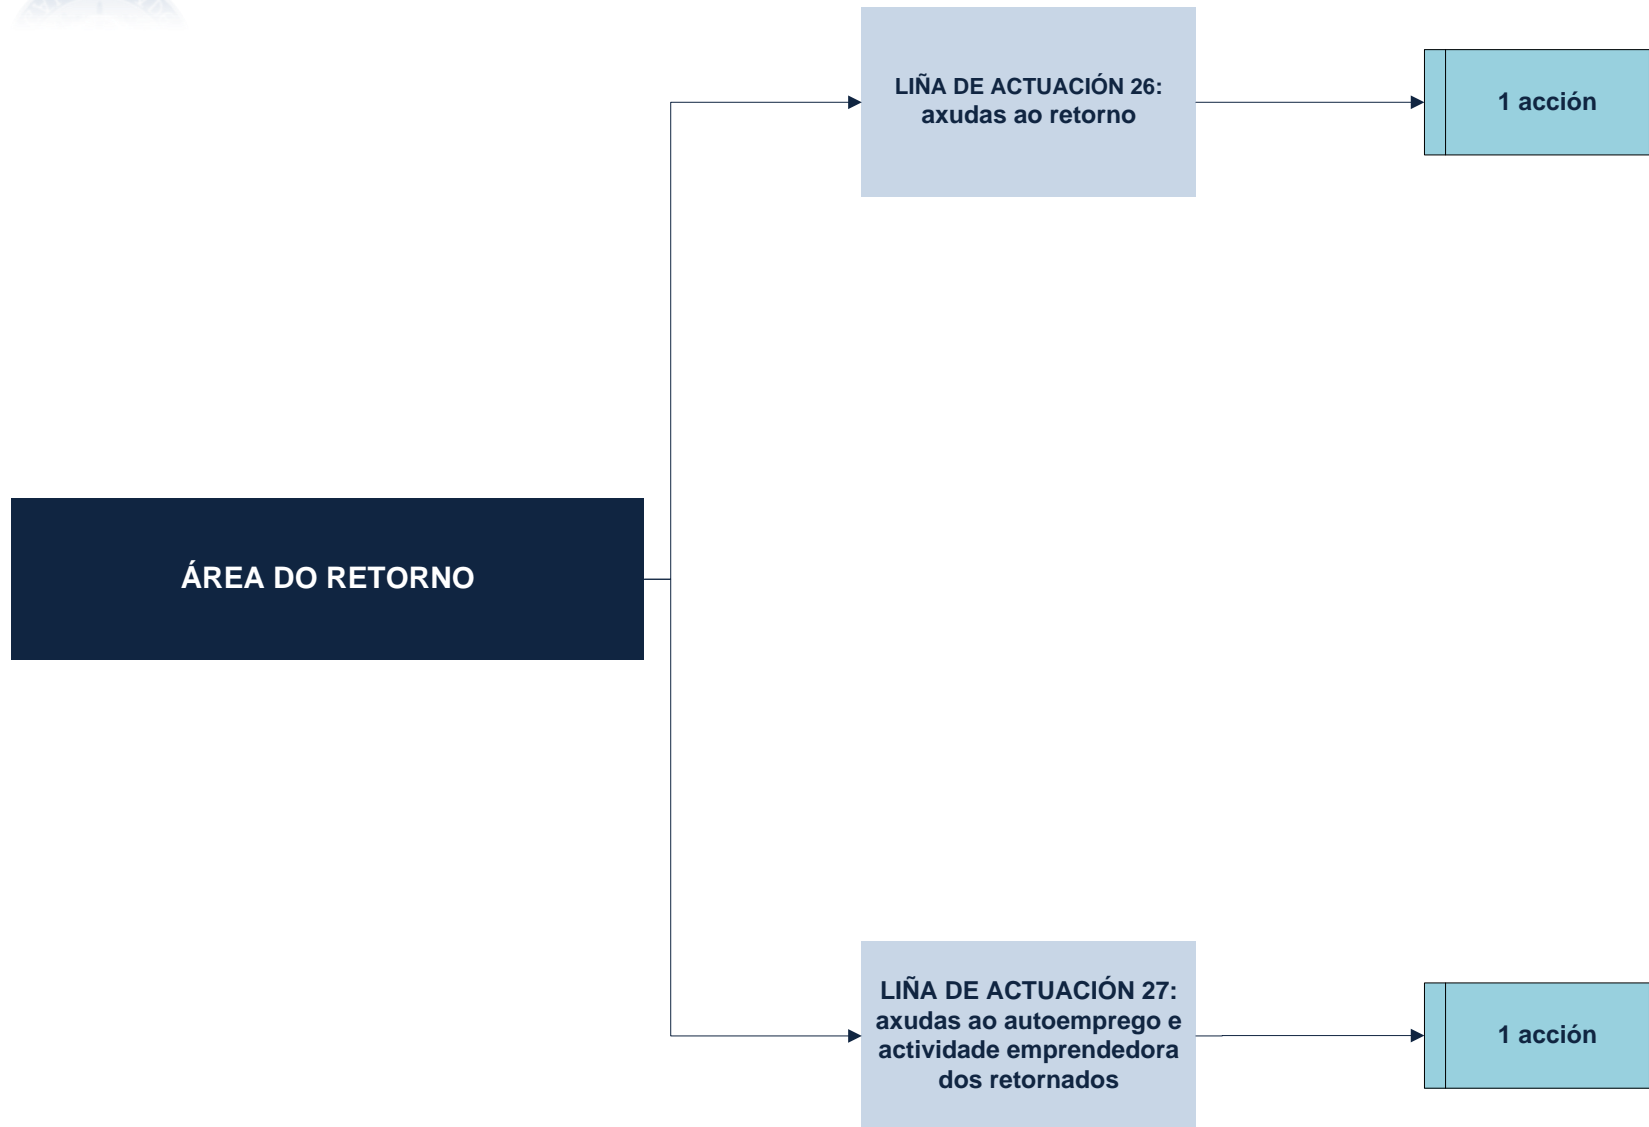 LIÑA DE ACTUACIÓN 26:
axudas ao retorno
1 acción
ÁREA DO RETORNO
LIÑA DE ACTUACIÓN 27:
axudas ao autoemprego e
actividade emprendedora
dos retornados
1 acción